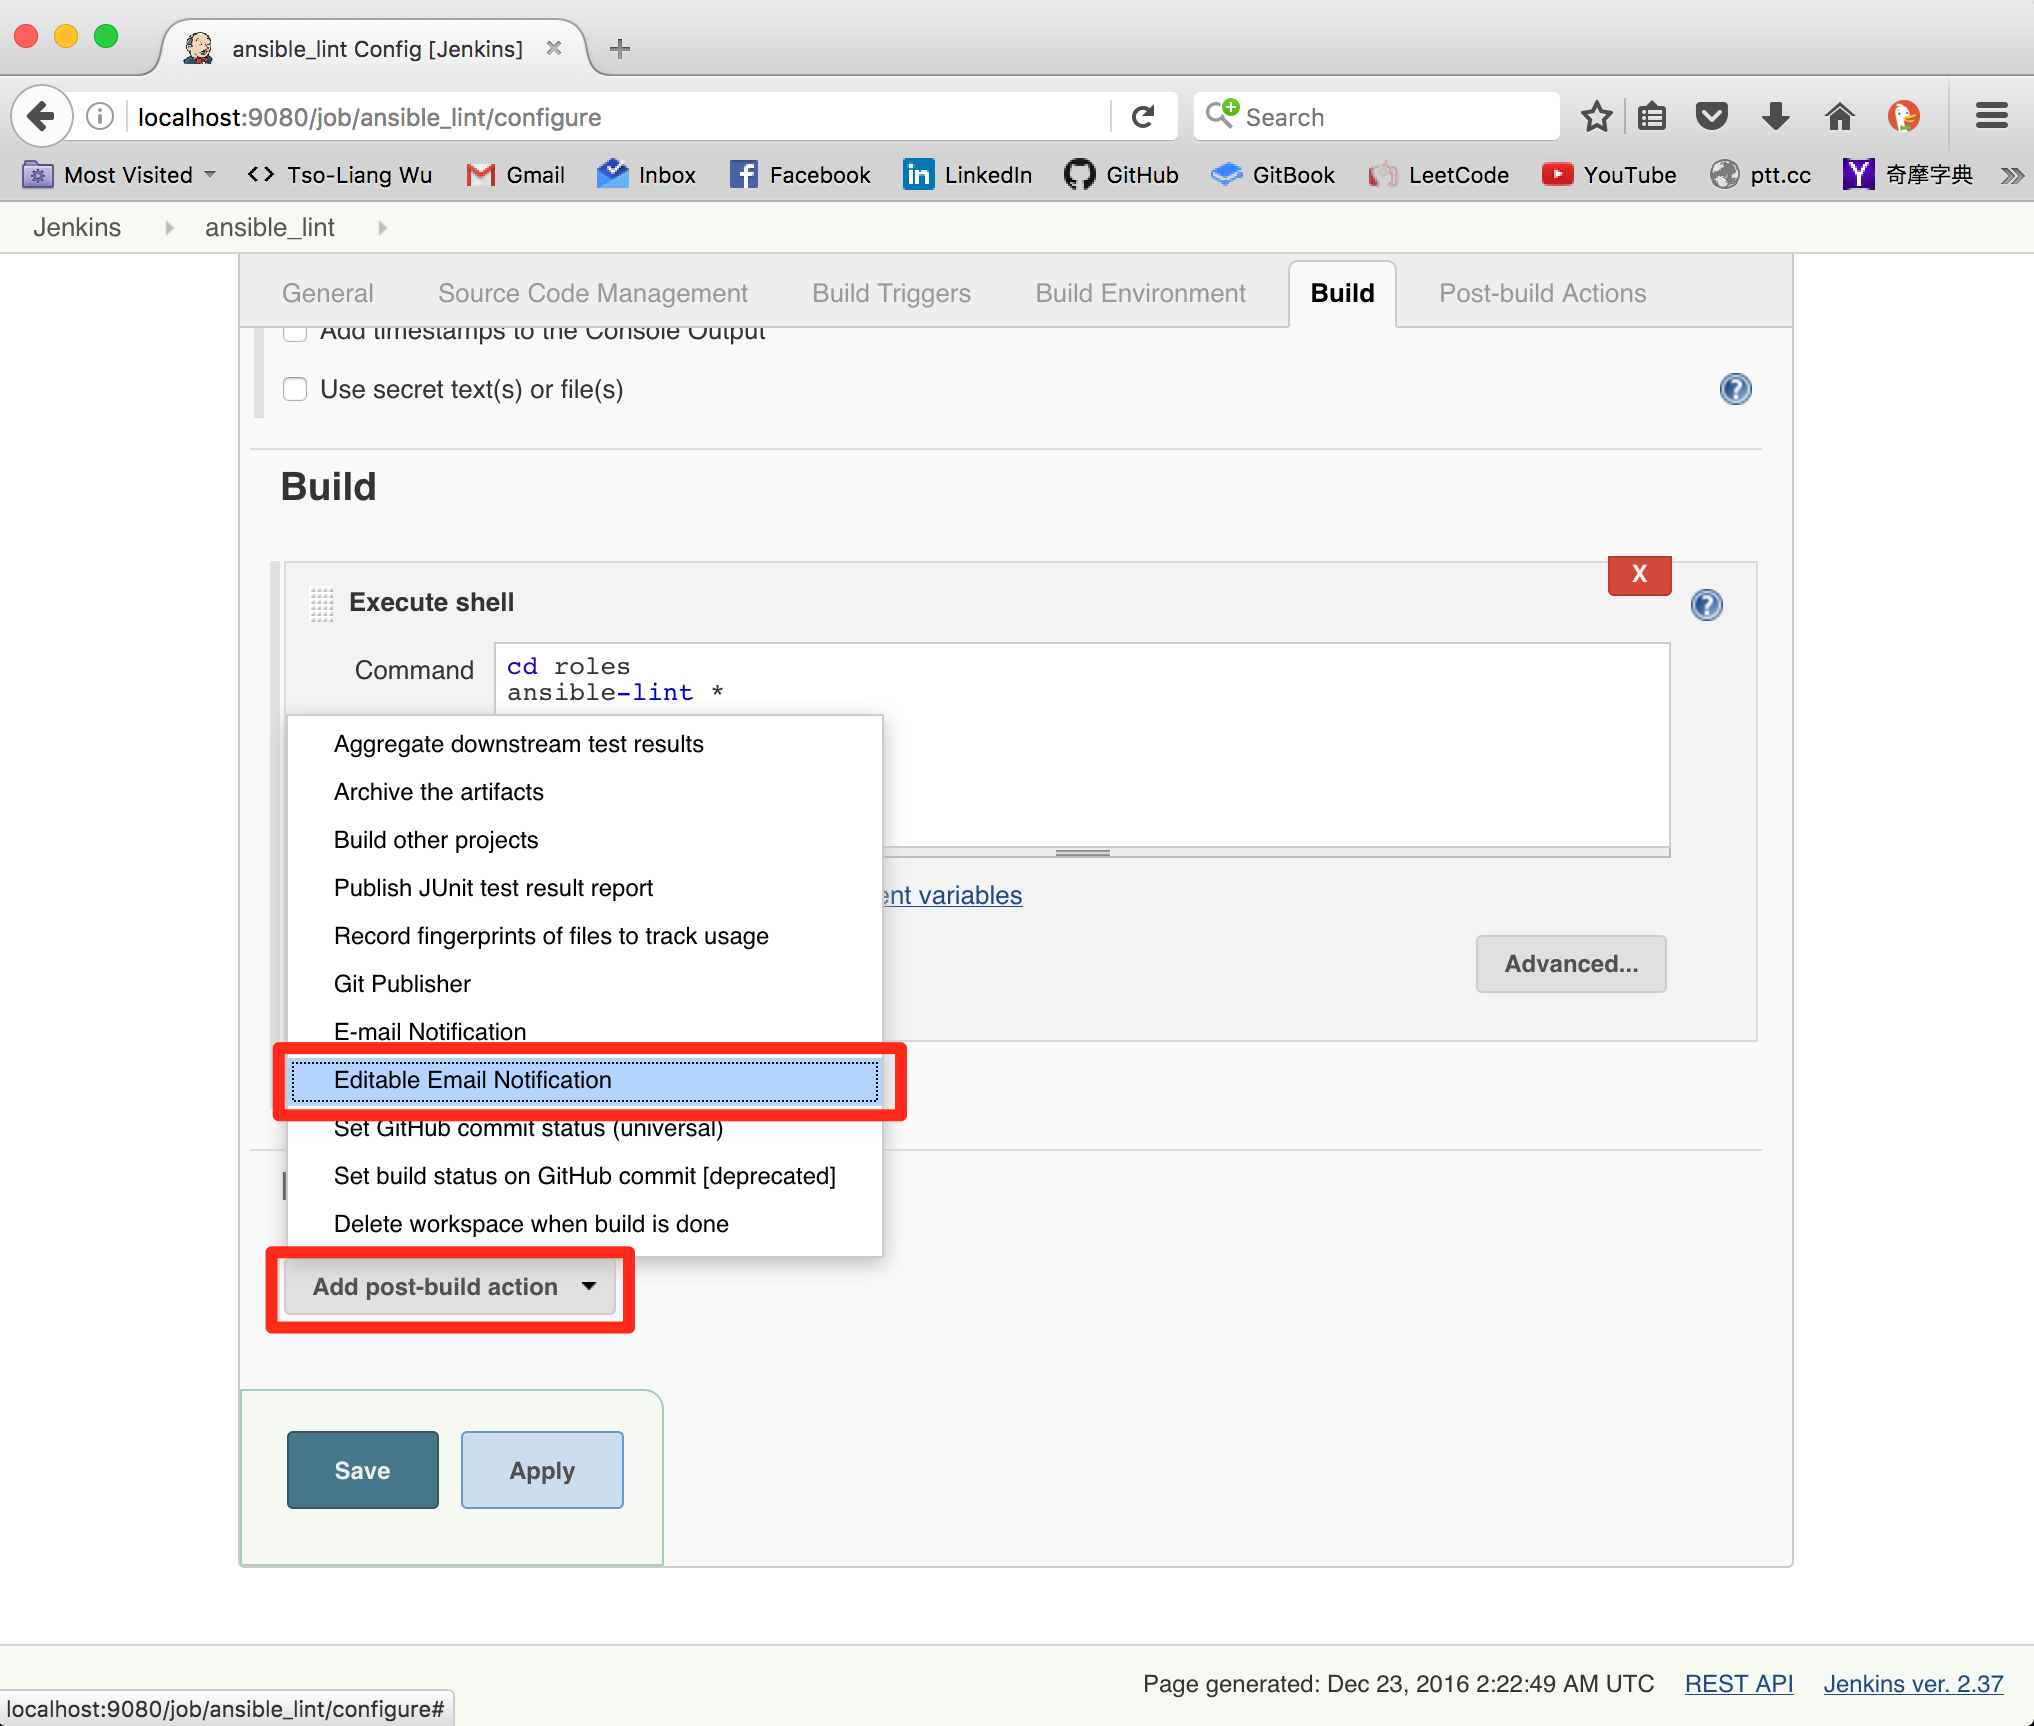 ansible_lint Config [Jenkins]
localhost:9080/job/ansible_lint/configure
Search
Most Visited
Tso-Liang Wu
Gmail
Inbox
Facebook
LinkedIn
GitHub
GitBook
LeetCode
YouTube
ptt.cc
奇摩字典
Jenkins
ansible_lint
General
Source Code Management
Build Triggers
Build Environment
Build
Post-build Actions
Add timestamps to the Console Output
Use secret text(s) or file(s)
Build
X
Execute shell
Command
cd roles
ansible-lint *
Aggregate downstream test results
Archive the artifacts
Build other projects
Publish JUnit test result report
ent variables
Record fingerprints of files to track usage
Advanced...
Git Publisher
E-mail Notification
Editable Email Notification
Set GitHub commit status (universal)
Set build status on GitHub commit [deprecated]
Delete workspace when build is done
Add post-build action
Save
Apply
Page generated: Dec 23, 2016 2:22:49 AM UTC
REST API
Jenkins ver. 2.37
localhost:9080/job/ansible_lint/configure#